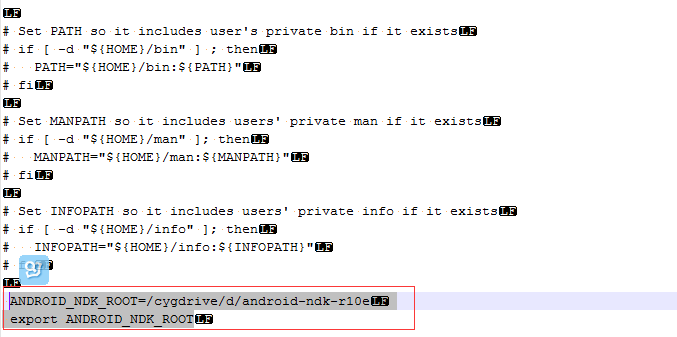 LF
# Set PATH so it includes user's private bin if it existsLF
# if [ -d "${HOME}/bin" ] ; thenLF
#   PATH="${HOME}/bin:${PATH}"LF
# fiLF
LF
# Set MANPATH so it includes users' private man if it existsLF
# if [ -d "${HOME}/man" ]; thenLF
#   MANPATH="${HOME}/man:${MANPATH}"LF
# fiLF
LF
# Set INFOPATH so it includes users' private info if it existsLF
# if [ -d "${HOME}/info" ]; thenLF
#   INFOPATH="${HOME}/info:${INFOPATH}"LF
# LF
LF
ANDROID_NDK_ROOT=/cygdrive/d/android-ndk-r10eLF
export ANDROID_NDK_ROOTLF